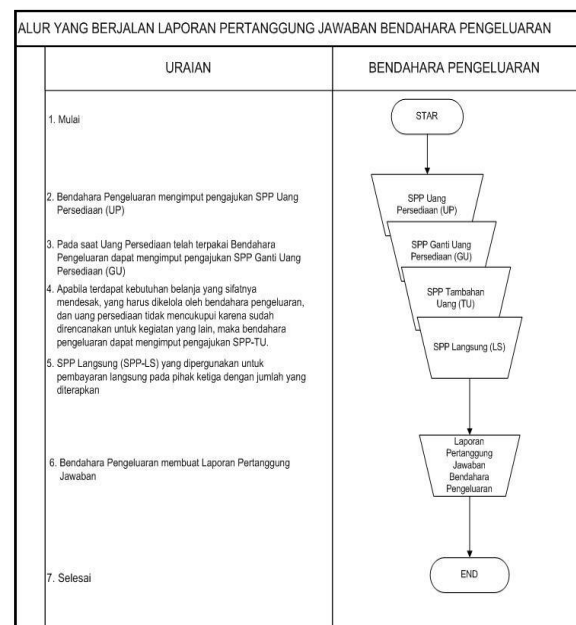 ALUR YANG BERJALAN LAPORAN PERTANGGUNG JAWABAN BENDAHARA PENGELUARAN
URAIAN
BENDAHARA PENGELUARAN
1. Mulai
2. Bendahara Pengeluaran mengimput pengajukan SPP Uang
Persediaan (UP)
3. Pada saat Uang Persediaan telah terpakai Bendahara
Pengeluaran dapat mengimput pengajukan SPP Ganti Uang
Persediaan (GU)
4. Apabila terdapat kebutuhan belanja yang sifatnya
mendesak, yang harus dikelola oleh bendahara pengeluaran,
dan uang persediaan tidak mencukupui karena sudah
direncanakan untuk kegiatan yang lain, maka bendahara
pengeluaran dapat mengimput pengajukan SPP-TU.
5. SPP Langsung (SPP-LS) yang dipergunakan untuk
pembayaran langsung pada pihak ketiga dengan jumlah yang
diterapkan
6. Bendahara Pengeluaran membuat Laporan Pertanggung
Jawaban
7. Selesai
STAR
SPP Uang
Persediaan (UP)
SPP Ganti Uang
Persediaan (GU)
SPP Tambahan
Uang (TU)
SPP Langsung (LS)
Laporan
Pertanggung
Jawaban
Bendahara
Pengeluaran
END